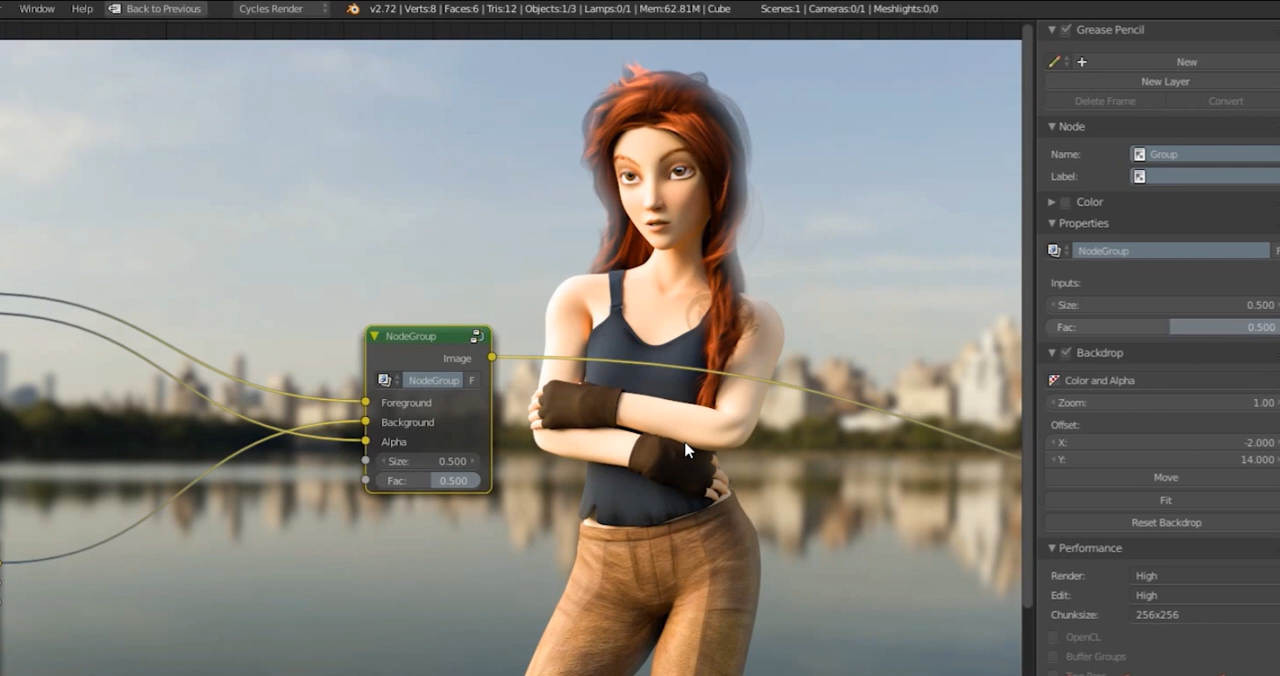 Window Help Back to Previous Cycles Render v2.72 | Verts:8 | Faces:6 | Tris:12 | Objects:1/3 | Lamps:0/1 | Mem:62.81M | Cube Scenes:1 | Cameras:0/1 | Meshlights:0/0
Grease Pencil
New
New Layer
Delete Frame Convert
Node
Name: Group
Label:
Color
Properties
NodeGroup
Inputs:
Size: 0.500
Fac: 0.500
Backdrop
Color and Alpha
Zoom: 1.00
Offset:
X: -2.000
Y: 14.000
Move
Fit
Reset Backdrop
Performance
Render: High
Edit: High
Chunksize: 256x256
OpenCL
Buffer Groups
NodeGroup
Image
NodeGroup F
Foreground
Background
Alpha
Size: 0.500
Fac: 0.500